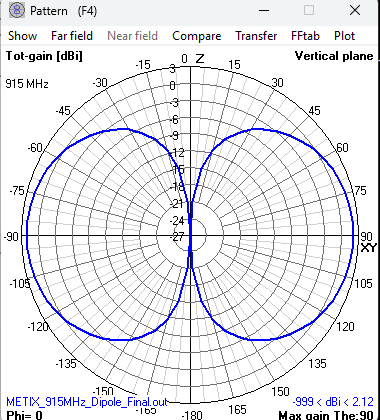 Pattern (F4)
Show Far field Near field Compare Transfer FFtab Plot
Tot-gain [dBi] Vertical plane
0 Z
-15 3 15
915 MHz
-30 0 30
-3
-45 -6 45
-9
-60 -12 60
-15
-75 -18 75
-21
-24
-90 -27 90
XY
-105 105
-120 120
-135 135
-150 150
METIX_915MHz_Dipole_Final.out -999 < dBi < 2.12
-165 -180 165
Phi= 0 Max gain The:90